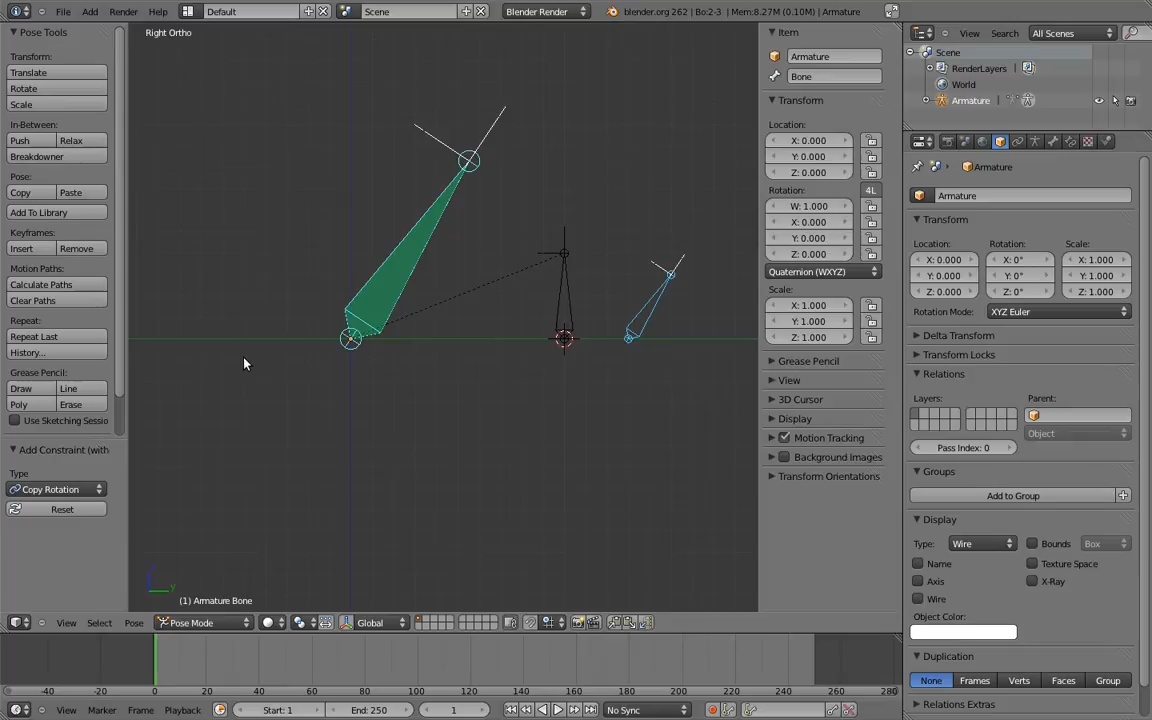 File Add Render Help Default Scene Blender Render blender.org 262 | Bo:2-3 | Mem:8.27M (0.10M) | Armature
Pose Tools
Transform:
Translate
Rotate
Scale
In-Between:
Push Relax
Breakdowner
Pose:
Copy Paste
Add To Library
Keyframes:
Insert Remove
Motion Paths:
Calculate Paths
Clear Paths
Repeat:
Repeat Last
History...
Grease Pencil:
Draw Line
Poly Erase
Use Sketching Sessio
Add Constraint (with
Type
Copy Rotation
Reset
Right Ortho
y
(1) Armature Bone
View Select Pose Pose Mode Global
Item
Armature
Bone
Transform
Location:
X: 0.000
Y: 0.000
Z: 0.000
Rotation: 4L
W: 1.000
X: 0.000
Y: 0.000
Z: 0.000
Quaternion (WXYZ)
Scale:
X: 1.000
Y: 1.000
Z: 1.000
Grease Pencil
View
3D Cursor
Display
Motion Tracking
Background Images
Transform Orientations
View Search All Scenes
Scene
RenderLayers |
World
Armature
Armature
Armature
Transform
Location: Rotation: Scale:
X: 0.000 X: 0° X: 1.000
Y: 0.000 Y: 0° Y: 1.000
Z: 0.000 Z: 0° Z: 1.000
Rotation Mode: XYZ Euler
Delta Transform
Transform Locks
Relations
Layers: Parent:
Object
Pass Index: 0
Groups
Add to Group
Display
Type: Wire Bounds Box
Name Texture Space
Axis X-Ray
Wire
Object Color:
Duplication
None Frames Verts Faces Group
Relations Extras
-40 -20 0 20 40 60 80 100 120 140 160 180 200 220 240 260 280
View Marker Frame Playback Start: 1 End: 250 1 No Sync